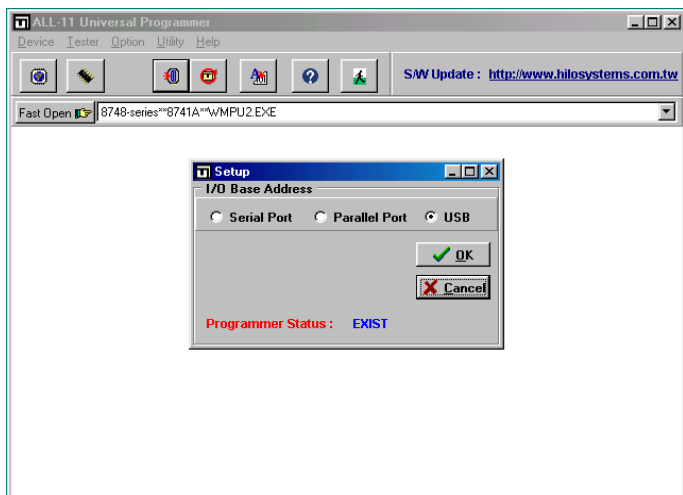 ALL-11 Universal Programmer
Device Tester Option Utility Help
S/W Update : http://www.hilosystems.com.tw
Fast Open 8748-series**8741A**WMPU2.EXE
Setup
I/O Base Address
Serial Port Parallel Port USB
OK
Cancel
Programmer Status : EXIST